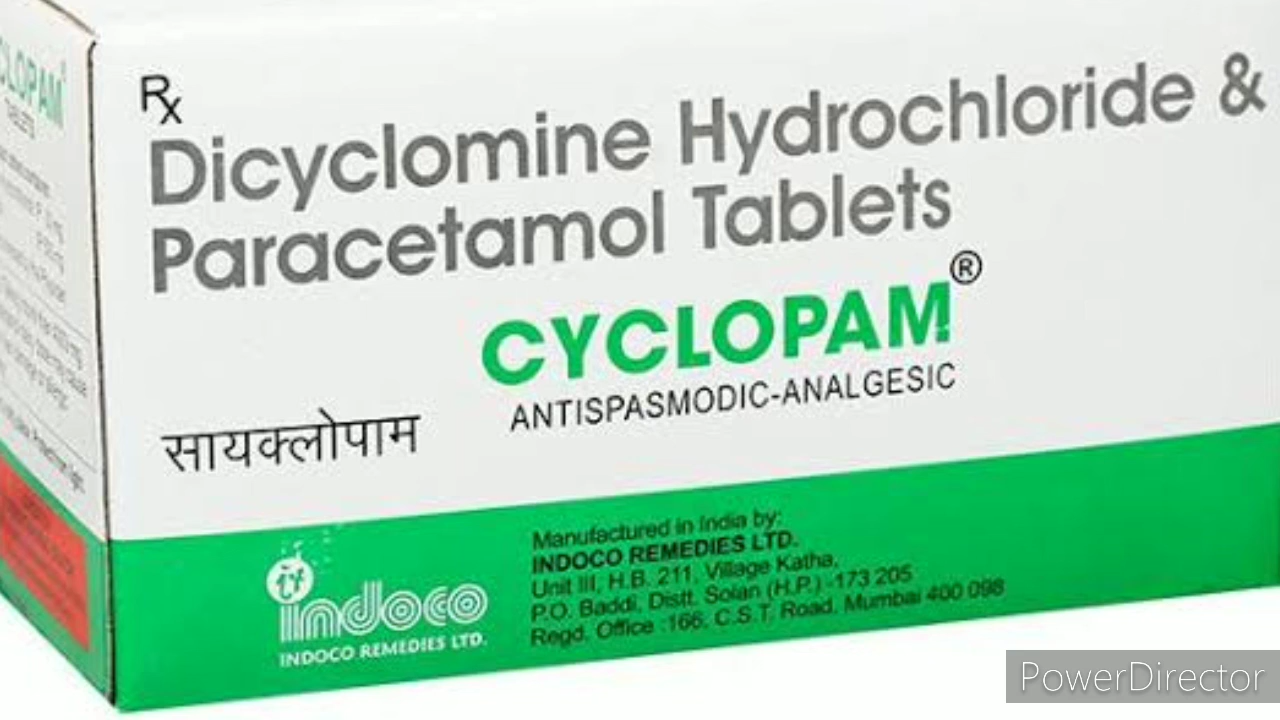 CLOPAM
TABLETS
Rx
Dicyclomine Hydrochloride &
Paracetamol Tablets
CYCLOPAM®
ANTISPASMODIC-ANALGESIC
सायक्लोपाम
indoco
INDOCO REMEDIES LTD.
Manufactured in India by:
INDOCO REMEDIES LTD.
Unit III, H.B. 211, Village Katha,
P.O. Baddi, Distt. Solan (H.P.) -173 205
Regd. Office :166, C.S.T. Road, Mumbai 400 098
PowerDirector